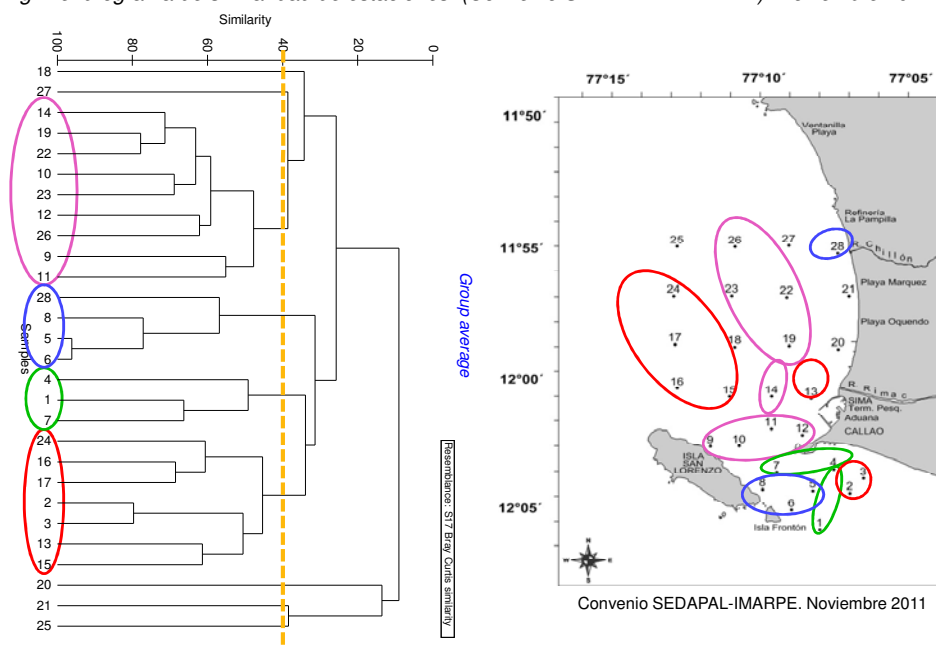 Similarity
100
80
60
40
20
0
18
27
14
19
22
10
23
12
26
9
11
28
8
5
6
4
1
7
24
16
17
2
3
13
15
20
21
25
Samples
Group average
Resemblance: S17 Bray Curtis similarity
77°15´ 77°10´ 77°05´
11°50´
Ventanilla
Playa
Refinería
La Pampilla
11°55´
25 26 27 28
R. Chillón
24 23 22 21
Playa Marquez
Playa Oquendo
17 18 19 20
12°00´
16 15 14 13
R. Rimac
SIMA
Term. Pesq.
Aduana
CALLAO
11 12
9 10
ISLA
SAN
LORENZO
7 4 3
8 5 2
6
12°05´
1
Isla Frontón
N
W E
S
Convenio SEDAPAL-IMARPE. Noviembre 2011